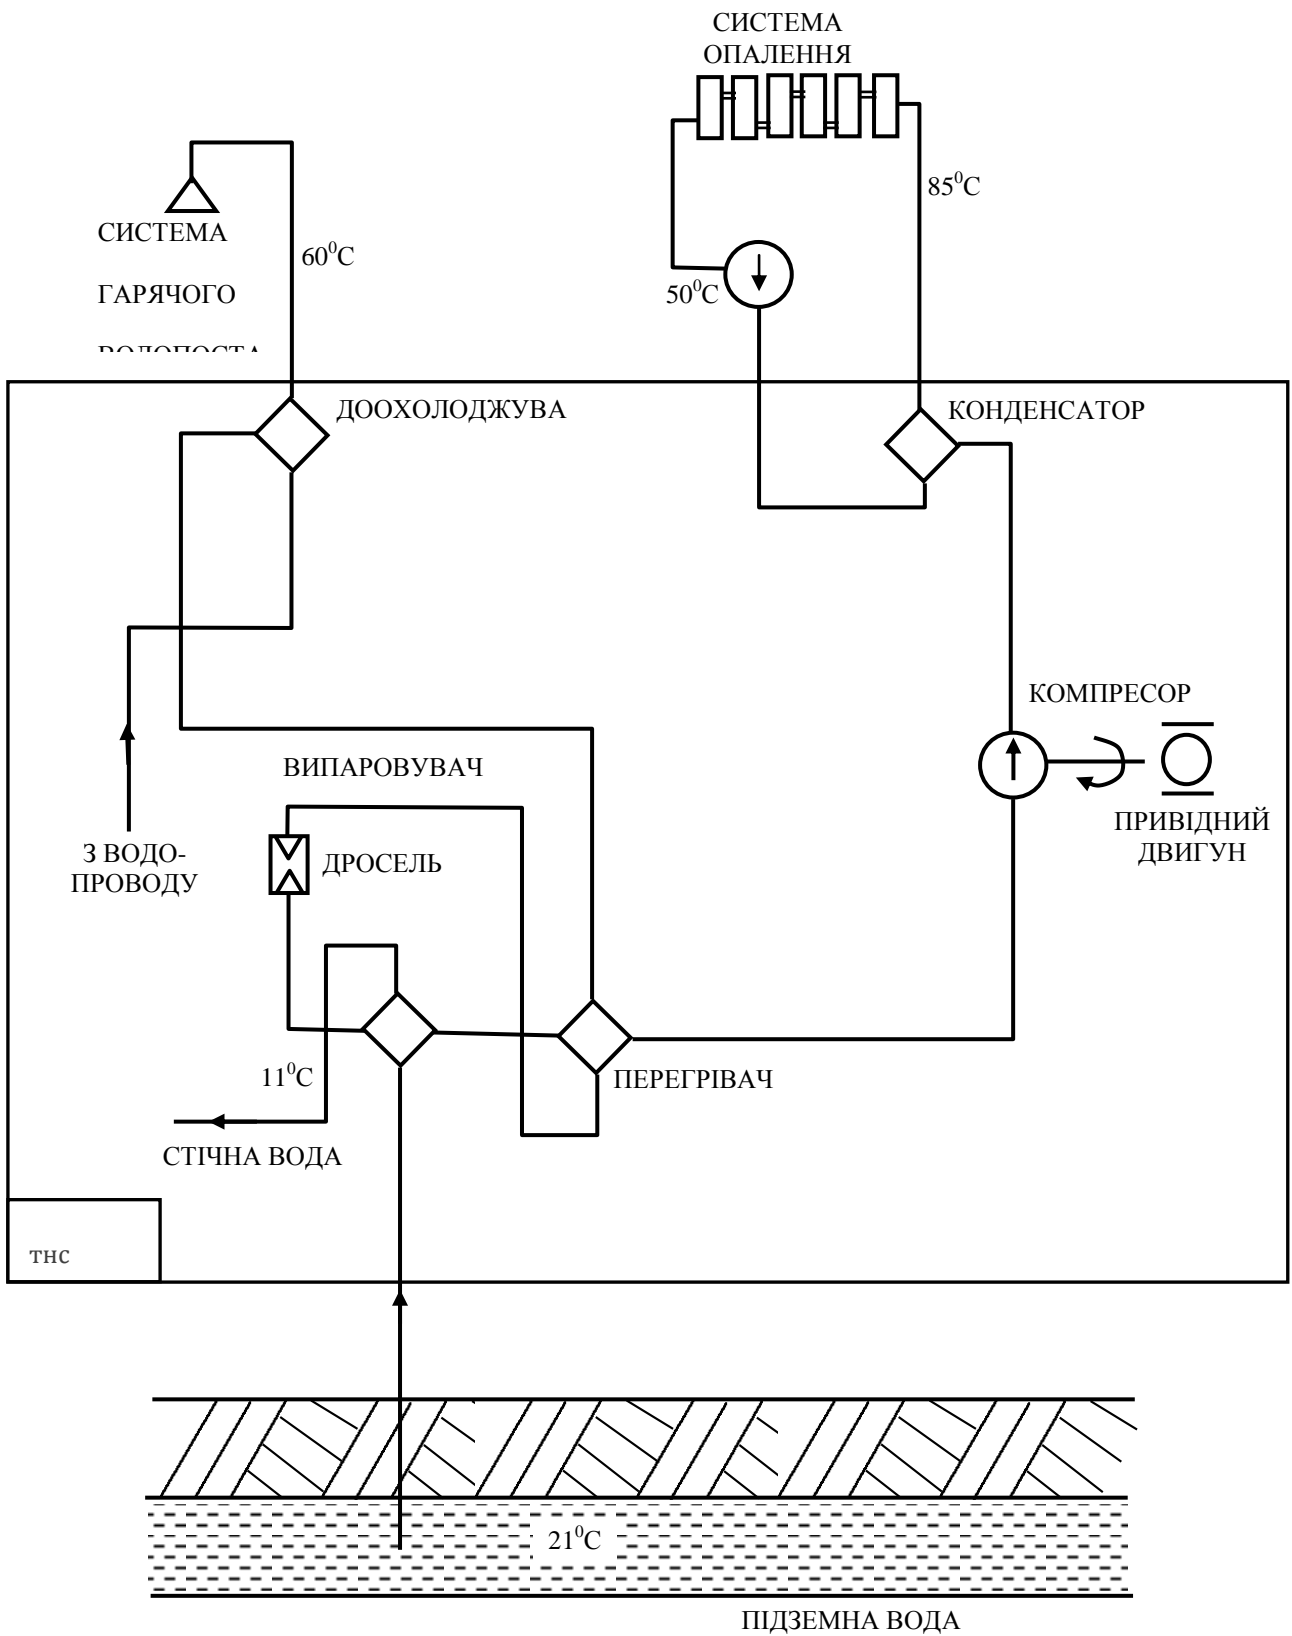 СИСТЕМА
ОПАЛЕННЯ
85⁰С
СИСТЕМА
60⁰С
ГАРЯЧОГО
50⁰С
ВОДОПОСТА
ДООХОЛОДЖУВА
КОНДЕНСАТОР
КОМПРЕСОР
ВИПАРОВУВАЧ
ПРИВІДНИЙ
ДВИГУН
З ВОДО-
ПРОВОДУ
ДРОСЕЛЬ
11⁰С
ПЕРЕГРІВАЧ
СТІЧНА ВОДА
тнс
21⁰С
ПІДЗЕМНА ВОДА